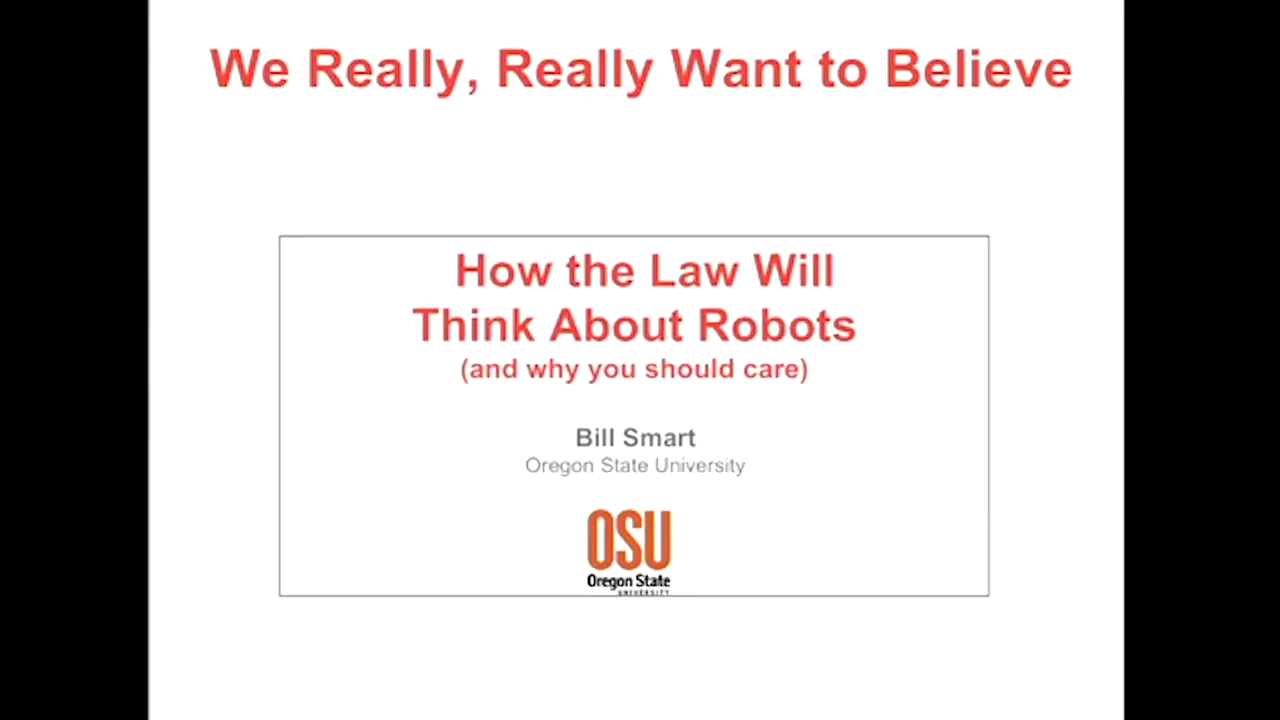 We Really, Really Want to Believe
How the Law Will
Think About Robots
(and why you should care)
Bill Smart
Oregon State University
OSU
Oregon State
UNIVERSITY